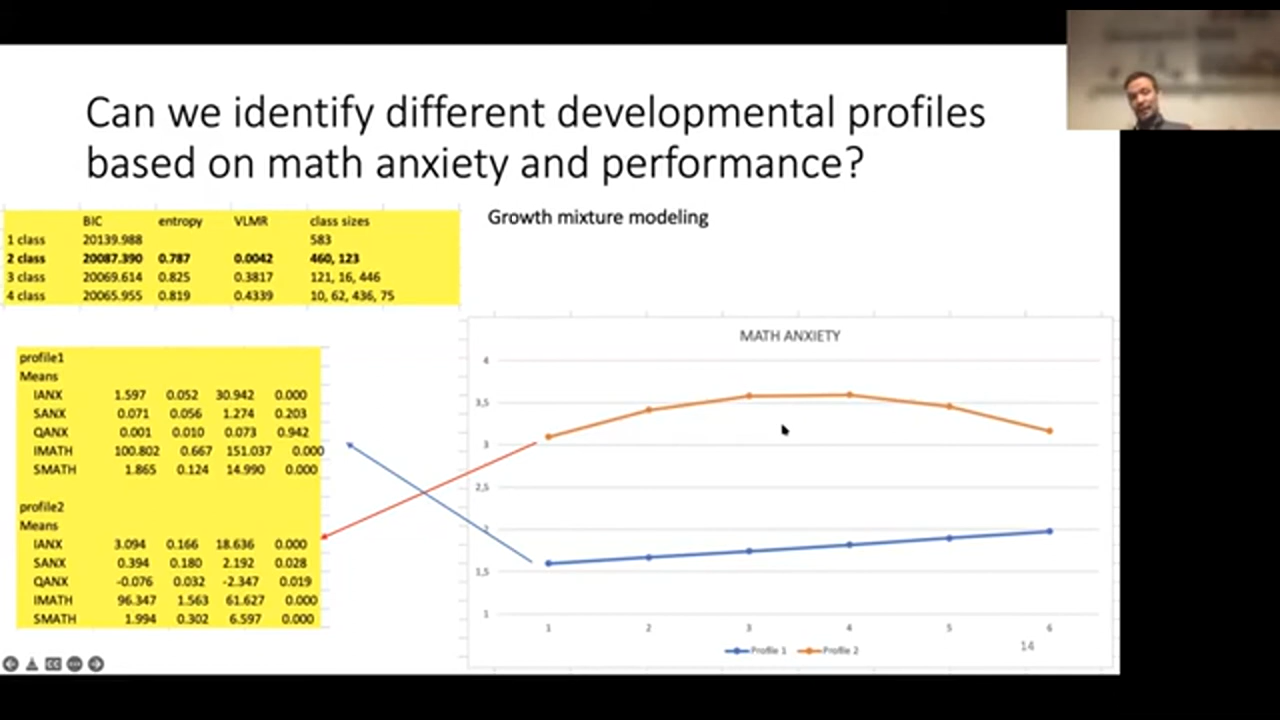 Can we identify different developmental profiles
based on math anxiety and performance?
BIC entropy VLMR class sizes
1 class 20139.988 583
2 class 20087.390 0.787 0.0042 460, 123
3 class 20069.614 0.825 0.3817 121, 16, 446
4 class 20065.955 0.819 0.4339 10, 62, 436, 75
Growth mixture modeling
profile1
Means
IANX 1.597 0.052 30.942 0.000
SANX 0.071 0.056 1.274 0.203
QANX 0.001 0.010 0.073 0.942
IMATH 100.802 0.667 151.037 0.000
SMATH 1.865 0.124 14.990 0.000
profile2
Means
IANX 3.094 0.166 18.636 0.000
SANX 0.394 0.180 2.192 0.028
QANX -0.076 0.032 -2.347 0.019
IMATH 96.347 1.563 61.627 0.000
SMATH 1.994 0.302 6.597 0.000
MATH ANXIETY
4
3,5
3
2,5
2
1,5
1
1 2 3 4 5 6
Profile 1 Profile 2
14